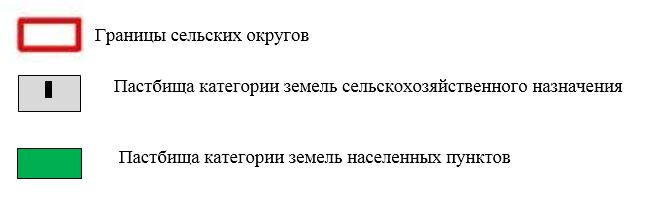 Границы сельских округов
Пастбища категории земель сельскохозяйственного назначения
Пастбища категории земель населенных пунктов